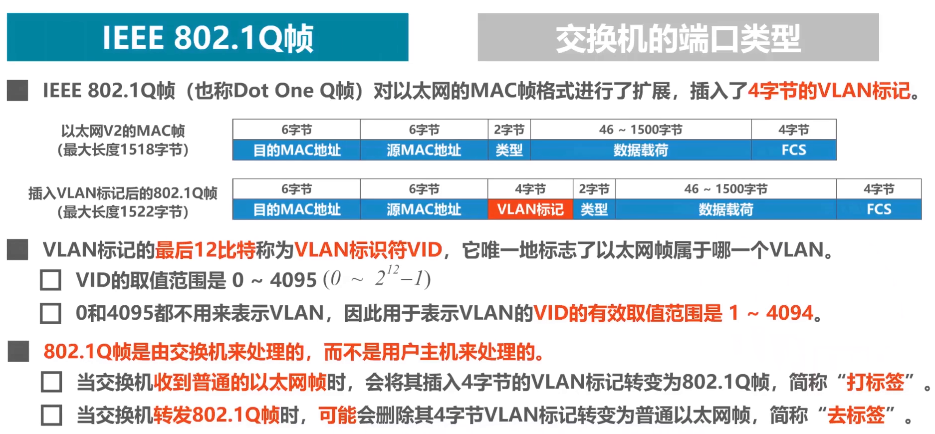 IEEE 802.1Q帧
交换机的端口类型
IEEE 802.1Q帧（也称Dot One Q帧）对以太网的MAC帧格式进行了扩展，插入了4字节的VLAN标记。
以太网V2的MAC帧
（最大长度1518字节）
6字节 6字节 2字节 46 ~ 1500字节 4字节
目的MAC地址 源MAC地址 类型 数据载荷 FCS
插入VLAN标记后的802.1Q帧
（最大长度1522字节）
6字节 6字节 4字节 2字节 46 ~ 1500字节 4字节
目的MAC地址 源MAC地址 VLAN标记 类型 数据载荷 FCS
VLAN标记的最后12比特称为VLAN标识符VID，它唯一地标志了以太网帧属于哪一个VLAN。
VID的取值范围是 0 ~ 4095 (0 ~ 2^12−1)
0和4095都不用来表示VLAN，因此用于表示VLAN的VID的有效取值范围是 1 ~ 4094。
802.1Q帧是由交换机来处理的，而不是用户主机来处理的。
当交换机收到普通的以太网帧时，会将其插入4字节的VLAN标记转变为802.1Q帧，简称“打标签”。
当交换机转发802.1Q帧时，可能会删除其4字节VLAN标记转变为普通以太网帧，简称“去标签”。